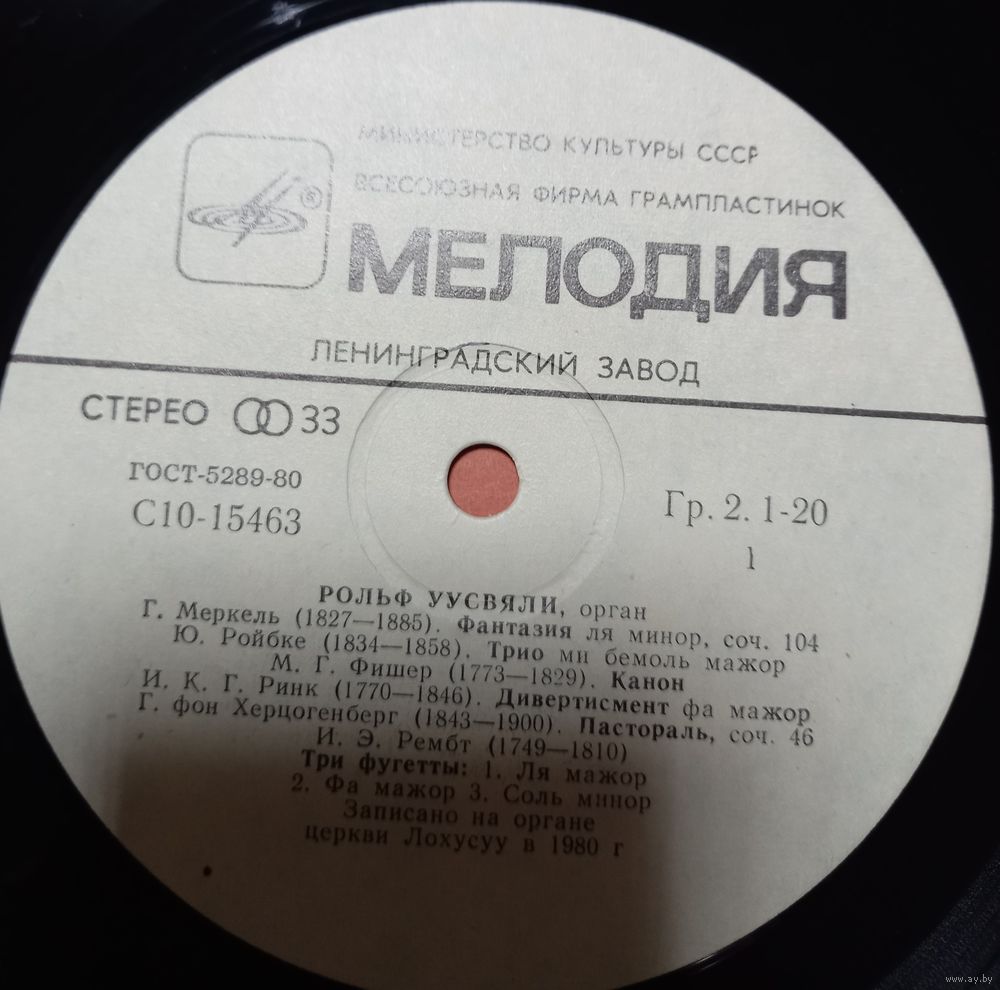 МИНИСТЕРСТВО КУЛЬТУРЫ СССР
ВСЕСОЮЗНАЯ ФИРМА ГРАМПЛАСТИНОК
®
МЕЛОДИЯ
ЛЕНИНГРАДСКИЙ ЗАВОД
СТЕРЕО 33
ГОСТ-5289-80
С10-15463
Гр. 2. 1-20
1
РОЛЬФ УУСВЯЛИ, орган
Г. Меркель (1827—1885). Фантазия ля минор, соч. 104
Ю. Ройбке (1834—1858). Трио ми бемоль мажор
М. Г. Фишер (1773—1829). Канон
И. К. Г. Ринк (1770—1846). Дивертисмент фа мажор
Г. фон Херцогенберг (1843—1900). Пастораль, соч. 46
И. Э. Рембт (1749—1810)
Три фугетты: 1. Ля мажор
2. Фа мажор 3. Соль минор
Записано на органе
церкви Лохусуу в 1980 г
www.ay.by